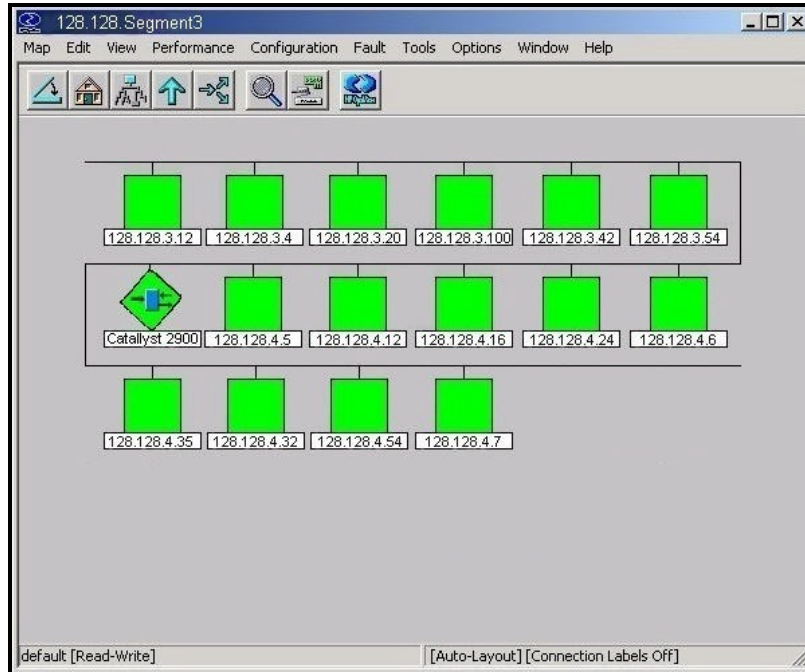 128.128.Segment3
Map Edit View Performance Configuration Fault Tools Options Window Help
128.128.3.12 128.128.3.4 128.128.3.20 128.128.3.100 128.128.3.42 128.128.3.54
Catallyst 2900 128.128.4.5 128.128.4.12 128.128.4.16 128.128.4.24 128.128.4.6
128.128.4.35 128.128.4.32 128.128.4.54 128.128.4.7
default [Read-Write] [Auto-Layout] [Connection Labels Off]